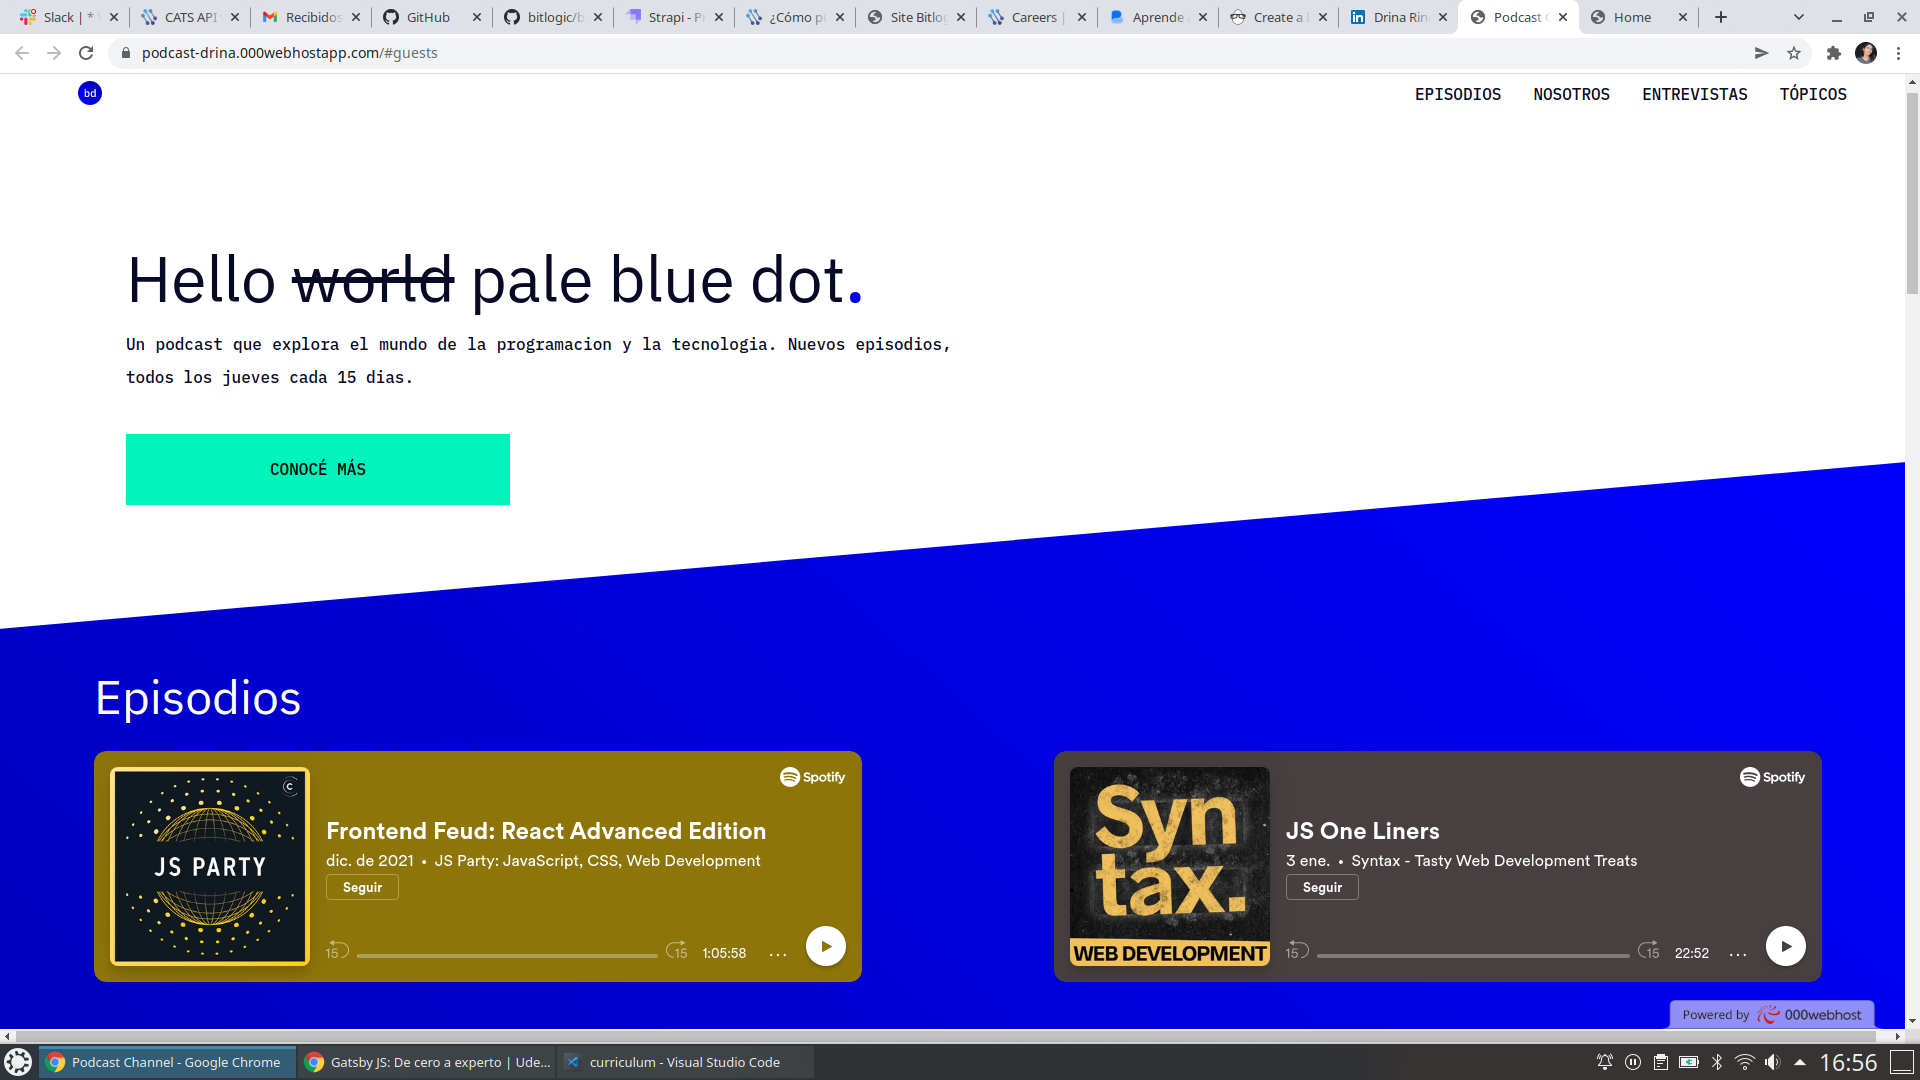 Slack | *
CATS API
Recibidos
GitHub
bitlogic/b
Strapi - P
¿Cómo p
Site Bitlo
Careers |
Aprende
Create a
Drina Rin
Podcast
Home
podcast-drina.000webhostapp.com/#guests
bd
EPISODIOS
NOSOTROS
ENTREVISTAS
TÓPICOS
Hello world pale blue dot.
Un podcast que explora el mundo de la programacion y la tecnologia. Nuevos episodios,
todos los jueves cada 15 dias.
CONOCÉ MÁS
Episodios
JS PARTY
Spotify
Frontend Feud: React Advanced Edition
dic. de 2021 • JS Party: JavaScript, CSS, Web Development
Seguir
15
15
1:05:58
Syn
tax.
WEB DEVELOPMENT
Spotify
JS One Liners
3 ene. • Syntax - Tasty Web Development Treats
Seguir
15
15
22:52
Powered by 000webhost
Podcast Channel - Google Chrome
Gatsby JS: De cero a experto | Ude...
curriculum - Visual Studio Code
16:56